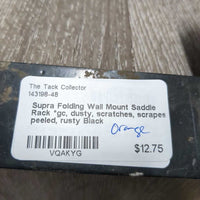 The Tack Collector
143198-48
Supra Folding Wall Mount Saddle
Rack *gc, dusty, scratches, scrapes
peeled, rusty Black
Orange
VQAKYG
$12.75